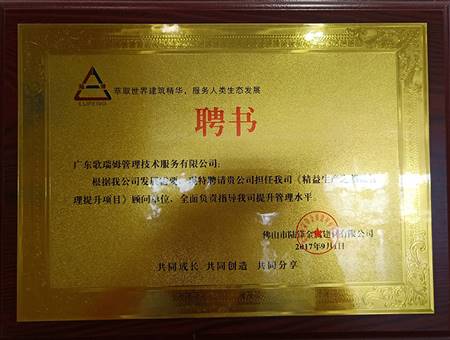 LUFENG
萃取世界建筑精华，服务人类生态发展
聘书
广东歌瑞姆管理技术服务有限公司：
根据我公司发展需要，现特聘请贵公司担任我司《精益生产之
理提升项目》顾问单位，全面负责指导我司提升管理水平。
佛山市陆 金 建 有限公司
2017年9月 日
共同成长 共同创造 共同分享